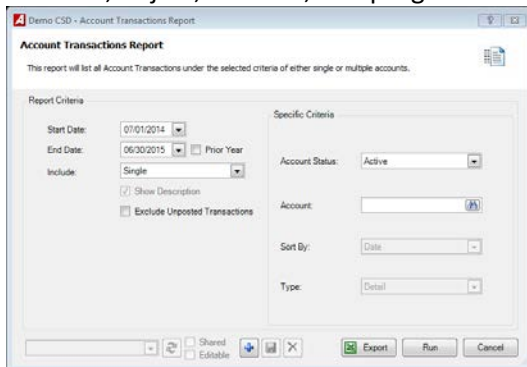 Demo CSD - Account Transactions Report
Account Transactions Report
This report will list all Account Transactions under the selected criteria of either single or multiple accounts.
Report Criteria
Start Date: 07/01/2014
End Date: 06/30/2015 Prior Year
Include: Single
Show Description
Exclude Unposted Transactions
Specific Criteria
Account Status: Active
Account:
Sort By: Date
Type: Detail
Shared
Editable
Export Run Cancel